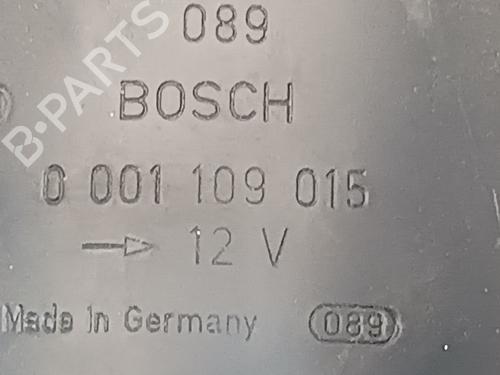 089
BOSCH
0 001 109 015
12 V
Made in Germany 089
B-PARTS